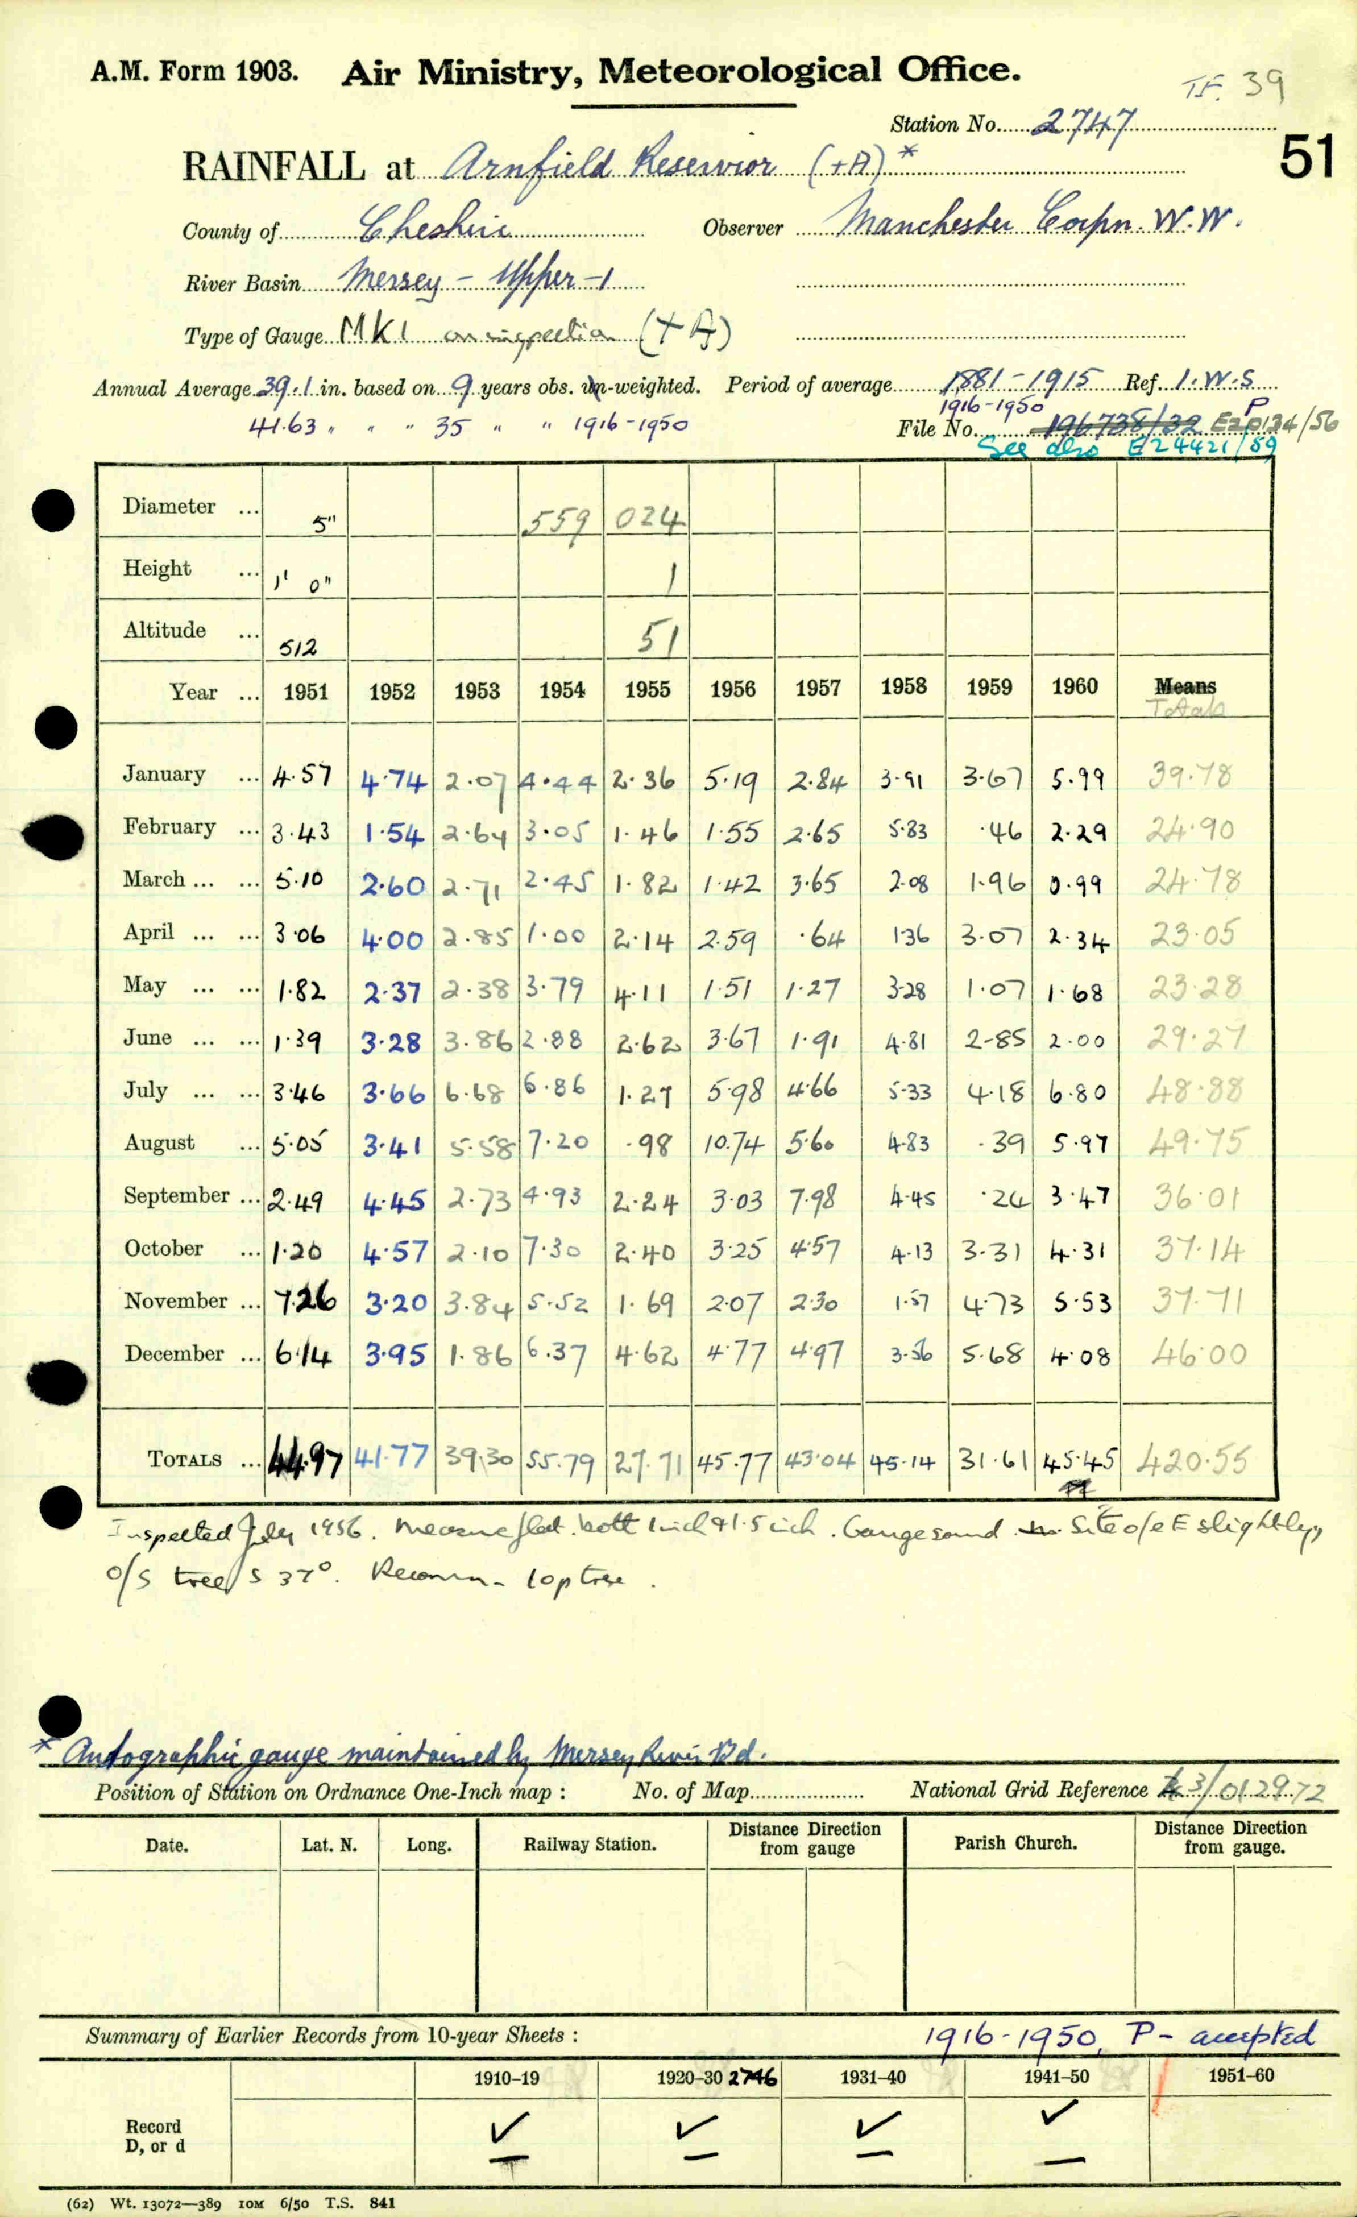 A.M. Form 1903. Air Ministry, Meteorological Office.
T.F. 39
Station No. 2747
51
RAINFALL at Arnfield Reservior (+A)*
County of Cheshire Observer Manchester Corpn. W.W.
River Basin Mersey - Upper - 1
Type of Gauge MK1 on inspection (+A)
Annual Average 39.1 in. based on 9 years obs. un-weighted. Period of average 1881-1915 Ref. I.W.S
1916-1950 P
41.63 " " " 35 " " 1916-1950 File No. 196738/32 E20134/56
See also E24421/59
Diameter ... 5" 559 024
Height ... 1' 0" 1
Altitude ... 512 51
Year ... 1951 1952 1953 1954 1955 1956 1957 1958 1959 1960 Means
Totals
January ... 4.57 4.74 2.07 4.44 2.36 5.19 2.84 3.91 3.67 5.99 39.78
February ... 3.43 1.54 2.64 3.05 1.46 1.55 2.65 5.83 .46 2.29 24.90
March ... ... 5.10 2.60 2.71 2.45 1.82 1.42 3.65 2.08 1.96 0.99 24.78
April ... ... 3.06 4.00 2.85 1.00 2.14 2.59 .64 1.36 3.07 2.34 23.05
May ... ... 1.82 2.37 2.38 3.79 4.11 1.51 1.27 3.28 1.07 1.68 23.28
June ... ... 1.39 3.28 3.86 2.88 2.62 3.67 1.91 4.81 2.85 2.00 29.27
July ... ... 3.46 3.66 6.68 6.86 1.27 5.98 4.66 5.33 4.18 6.80 48.88
August ... 5.05 3.41 5.58 7.20 .98 10.74 5.60 4.83 .39 5.97 49.75
September ... 2.49 4.45 2.73 4.93 2.24 3.03 7.98 4.45 .24 3.47 36.01
October ... 1.20 4.57 2.10 7.30 2.40 3.25 4.57 4.13 3.31 4.31 37.14
November ... 7.26 3.20 3.84 5.52 1.69 2.07 2.30 1.57 4.73 5.53 37.71
December ... 6.14 3.95 1.86 6.37 4.62 4.77 4.97 3.56 5.68 4.08 46.00
TOTALS ... 44.97 41.77 39.30 55.79 27.71 45.77 43.04 45.14 31.61 45.45 420.55
Inspected July 1956. Measure flat both 1 inch & 1.5 inch. Gauge sound. Site o/e E slightly,
o/s tree S 37°. Recomm. lop tree.
* Autographic gauge maintained by Mersey River Bd.
Position of Station on Ordnance One-Inch map : No. of Map National Grid Reference 43/012972
Date. Lat. N. Long. Railway Station. Distance Direction from gauge Parish Church. Distance Direction from gauge.
Summary of Earlier Records from 10-year Sheets : 1916-1950, P - accepted
1910-19 1920-30 2746 1931-40 1941-50 1951-60
Record ✓ ✓ ✓ ✓
D, or d — — — —
(62) Wt. 13072—389 10M 6/50 T.S. 841